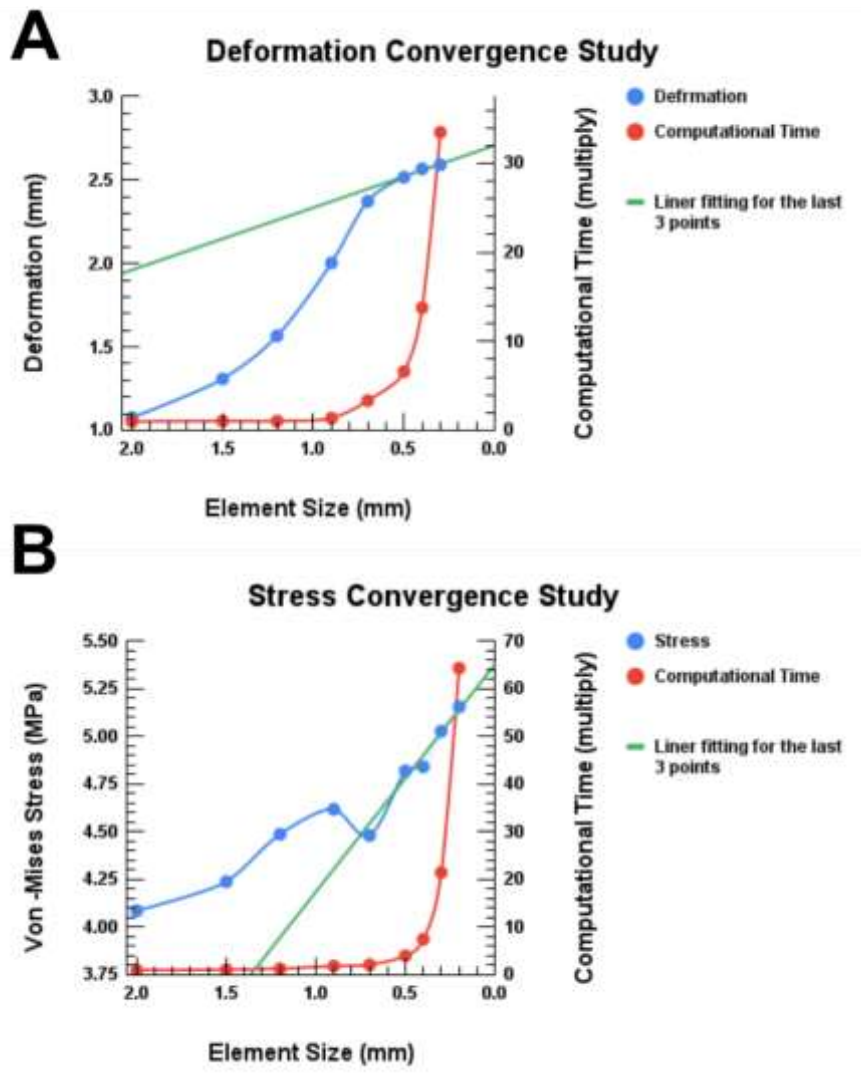 A
Deformation Convergence Study
3.0
2.5
2.0
1.5
1.0
Deformation (mm)
30
20
10
0
Computational Time (multiply)
2.0 1.5 1.0 0.5 0.0
Element Size (mm)
Defrmation
Computational Time
Liner fitting for the last
3 points
B
Stress Convergence Study
5.50
5.25
5.00
4.75
4.50
4.25
4.00
3.75
Von -Mises Stress (MPa)
70
60
50
40
30
20
10
0
Computational Time (multiply)
2.0 1.5 1.0 0.5 0.0
Element Size (mm)
Stress
Computational Time
Liner fitting for the last
3 points